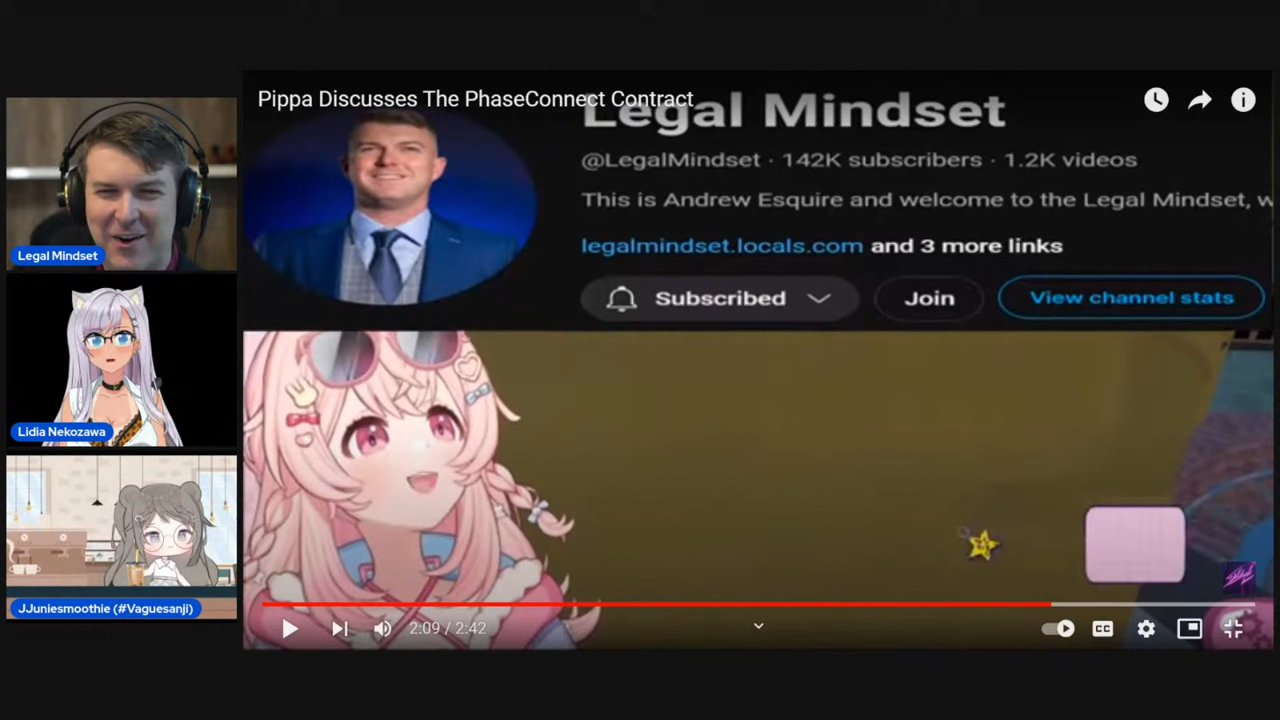 Pippa Discusses The PhaseConnect Contract
Legal Mindset
@LegalMindset · 142K subscribers · 1.2K videos
This is Andrew Esquire and welcome to the Legal Mindset, w
legalmindset.locals.com and 3 more links
Subscribed
Join
View channel stats
Legal Mindset
Lidia Nekozawa
JJuniesmoothie (#Vaguesanji)
2:09 / 2:42
CC